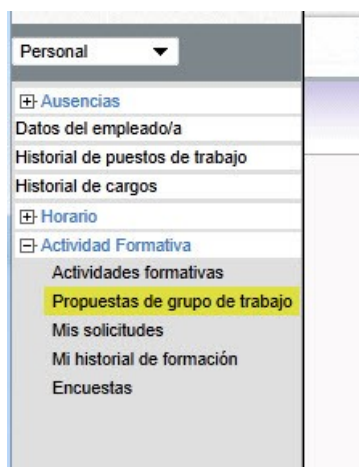 Personal
Ausencias
Datos del empleado/a
Historial de puestos de trabajo
Historial de cargos
Horario
Actividad Formativa
Actividades formativas
Propuestas de grupo de trabajo
Mis solicitudes
Mi historial de formación
Encuestas